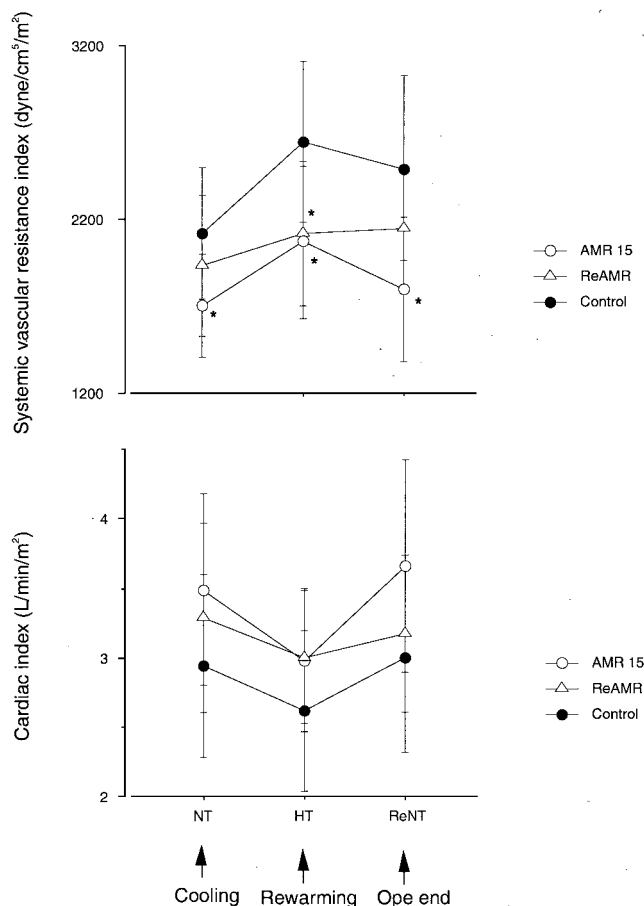 Systemic vascular resistance index (dyne/cm⁵/m²)
3200
2200
1200
*
*
*
*
AMR 15
ReAMR
Control
Cardiac index (L/min/m²)
4
3
2
AMR 15
ReAMR
Control
NT HT ReNT
Cooling Rewarming Ope end